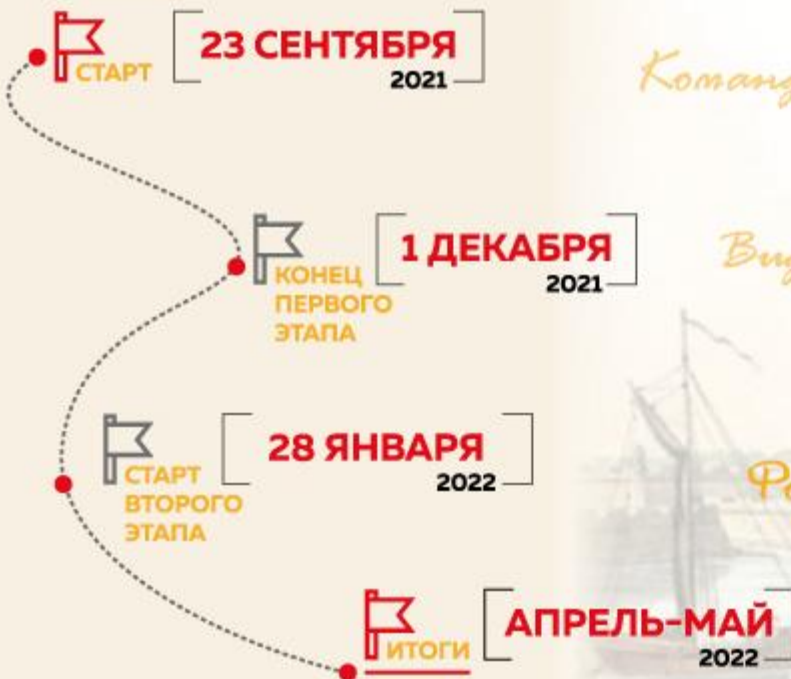 СТАРТ
23 СЕНТЯБРЯ
2021
КОНЕЦ
ПЕРВОГО
ЭТАПА
1 ДЕКАБРЯ
2021
СТАРТ
ВТОРОГО
ЭТАПА
28 ЯНВАРЯ
2022
ИТОГИ
АПРЕЛЬ-МАЙ
2022